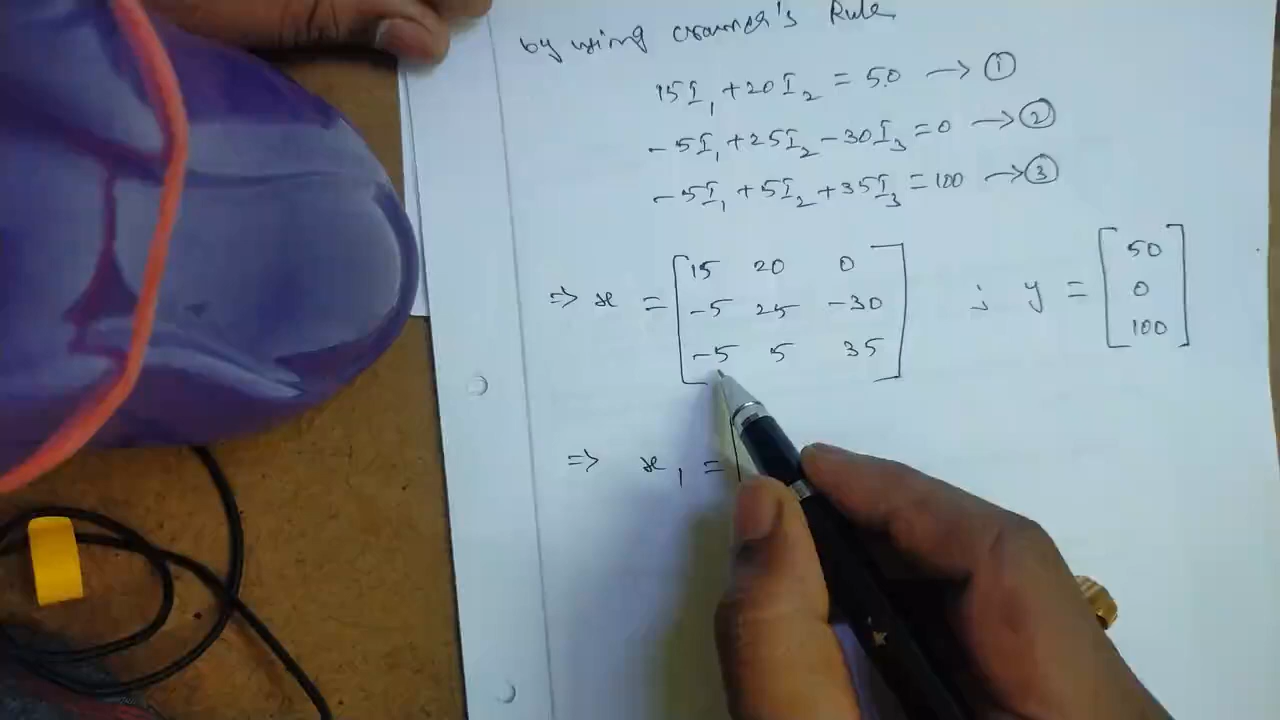 by using cramer's Rule
15I₁ + 20I₂ = 50 → ①
-5I₁ + 25I₂ - 30I₃ = 0 → ②
-5I₁ + 5I₂ + 35I₃ = 100 → ③
⇒ x = [15 20 0 ; y = [50
-5 25 -30 0
-5 5 35] 100]
⇒ x₁ =